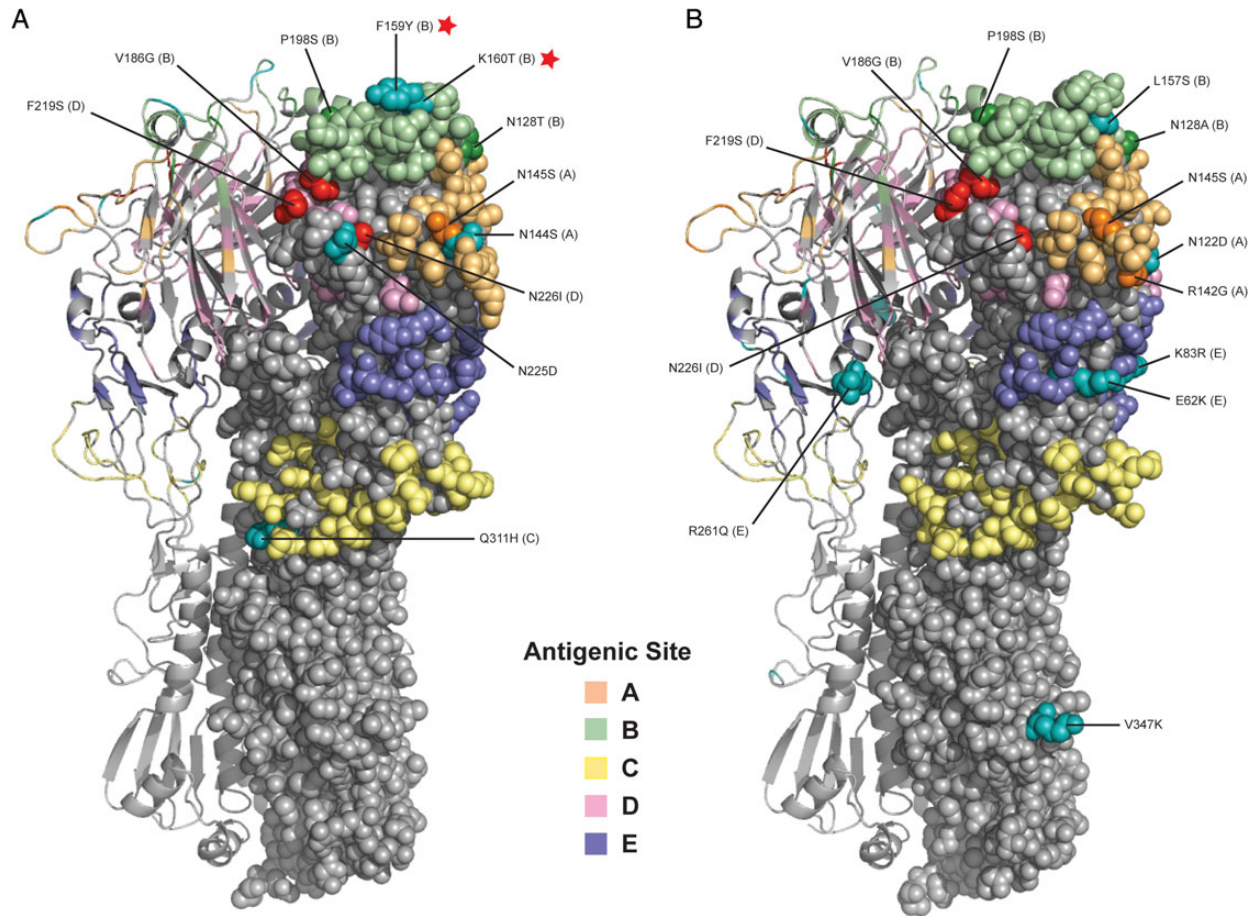 A
F159Y (B)
P198S (B)
K160T (B)
V186G (B)
F219S (D)
N128T (B)
N145S (A)
N144S (A)
N226I (D)
N225D
Q311H (C)
B
P198S (B)
V186G (B)
L157S (B)
F219S (D)
N128A (B)
N145S (A)
N122D (A)
R142G (A)
K83R (E)
N226I (D)
E62K (E)
R261Q (E)
V347K
Antigenic Site
A
B
C
D
E